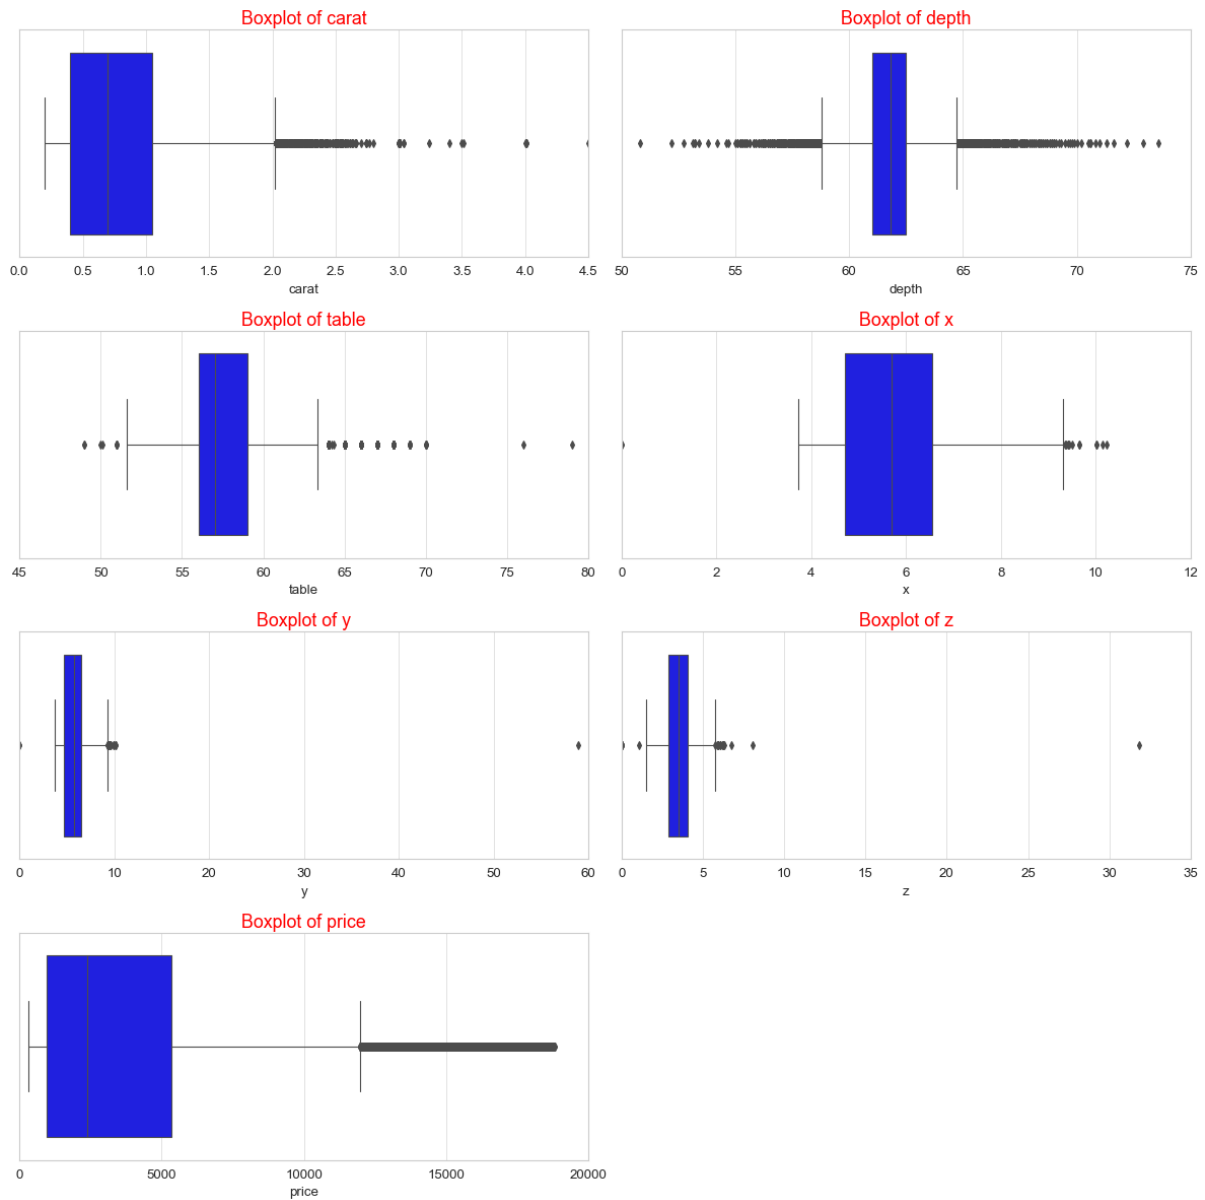 Boxplot of carat
0.0 0.5 1.0 1.5 2.0 2.5 3.0 3.5 4.0 4.5
carat
Boxplot of depth
50 55 60 65 70 75
depth
Boxplot of table
45 50 55 60 65 70 75 80
table
Boxplot of x
0 2 4 6 8 10 12
x
Boxplot of y
0 10 20 30 40 50 60
y
Boxplot of z
0 5 10 15 20 25 30 35
z
Boxplot of price
0 5000 10000 15000 20000
price